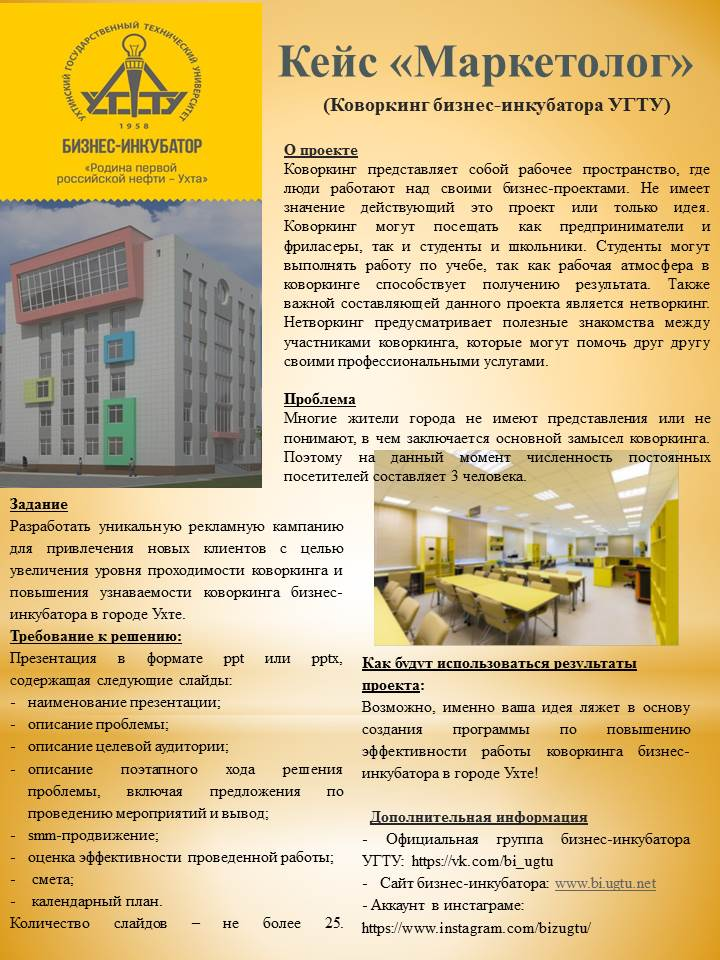 УХТИНСКИЙ ГОСУДАРСТВЕННЫЙ ТЕХНИЧЕСКИЙ УНИВЕРСИТЕТ
УГТУ
1958
БИЗНЕС-ИНКУБАТОР
«Родина первой
российской нефти – Ухта»
Кейс «Маркетолог»
(Коворкинг бизнес-инкубатора УГТУ)
О проекте
Коворкинг представляет собой рабочее пространство, где
люди работают над своими бизнес-проектами. Не имеет
значение действующий это проект или только идея.
Коворкинг могут посещать как предприниматели и
фриласеры, так и студенты и школьники. Студенты могут
выполнять работу по учебе, так как рабочая атмосфера в
коворкинге способствует получению результата. Также
важной составляющей данного проекта является нетворкинг.
Нетворкинг предусматривает полезные знакомства между
участниками коворкинга, которые могут помочь друг другу
своими профессиональными услугами.
Проблема
Многие жители города не имеют представления или не
понимают, в чем заключается основной замысел коворкинга.
Поэтому на данный момент численность постоянных
посетителей составляет 3 человека.
Задание
Разработать уникальную рекламную кампанию
для привлечения новых клиентов с целью
увеличения уровня проходимости коворкинга и
повышения узнаваемости коворкинга бизнес-
инкубатора в городе Ухте.
Требование к решению:
Презентация в формате ppt или pptx,
содержащая следующие слайды:
- наименование презентации;
- описание проблемы;
- описание целевой аудитории;
- описание поэтапного хода решения
проблемы, включая предложения по
проведению мероприятий и вывод;
- smm-продвижение;
- оценка эффективности проведенной работы;
- смета;
- календарный план.
Количество слайдов – не более 25.
Как будут использоваться результаты
проекта:
Возможно, именно ваша идея ляжет в основу
создания программы по повышению
эффективности работы коворкинга бизнес-
инкубатора в городе Ухте!
Дополнительная информация
- Официальная группа бизнес-инкубатора
УГТУ: https://vk.com/bi_ugtu
- Сайт бизнес-инкубатора: www.bi.ugtu.net
- Аккаунт в инстаграме:
https://www.instagram.com/bizugtu/